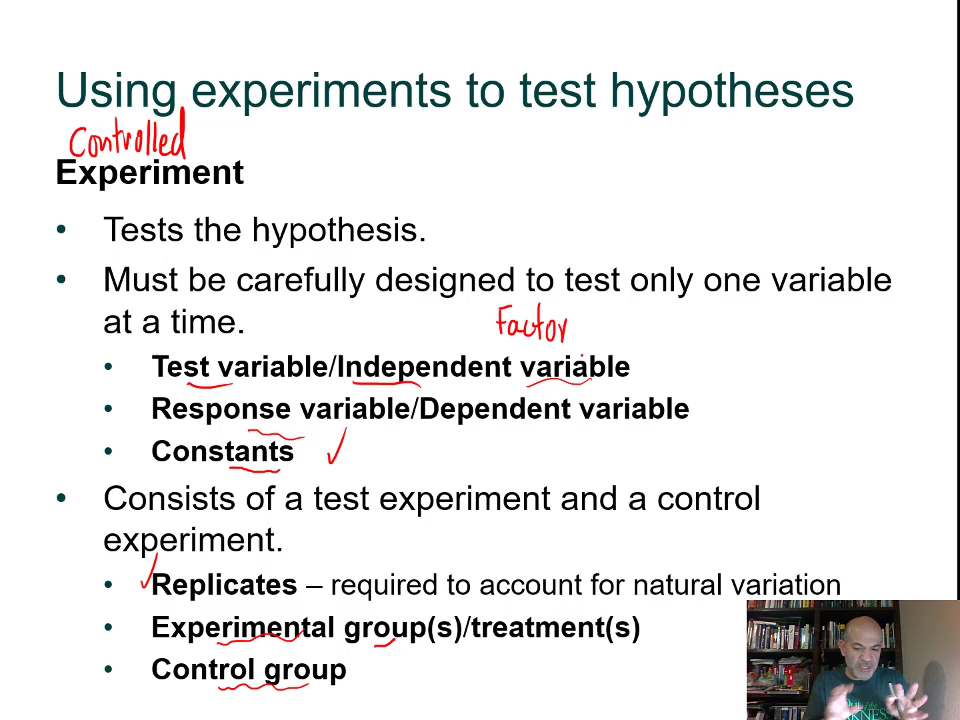 Using experiments to test hypotheses
Controlled
Experiment
• Tests the hypothesis.
• Must be carefully designed to test only one variable
at a time.
Factor
• Test variable/Independent variable
• Response variable/Dependent variable
• Constants
• Consists of a test experiment and a control
experiment.
• Replicates – required to account for natural variation
• Experimental group(s)/treatment(s)
• Control group